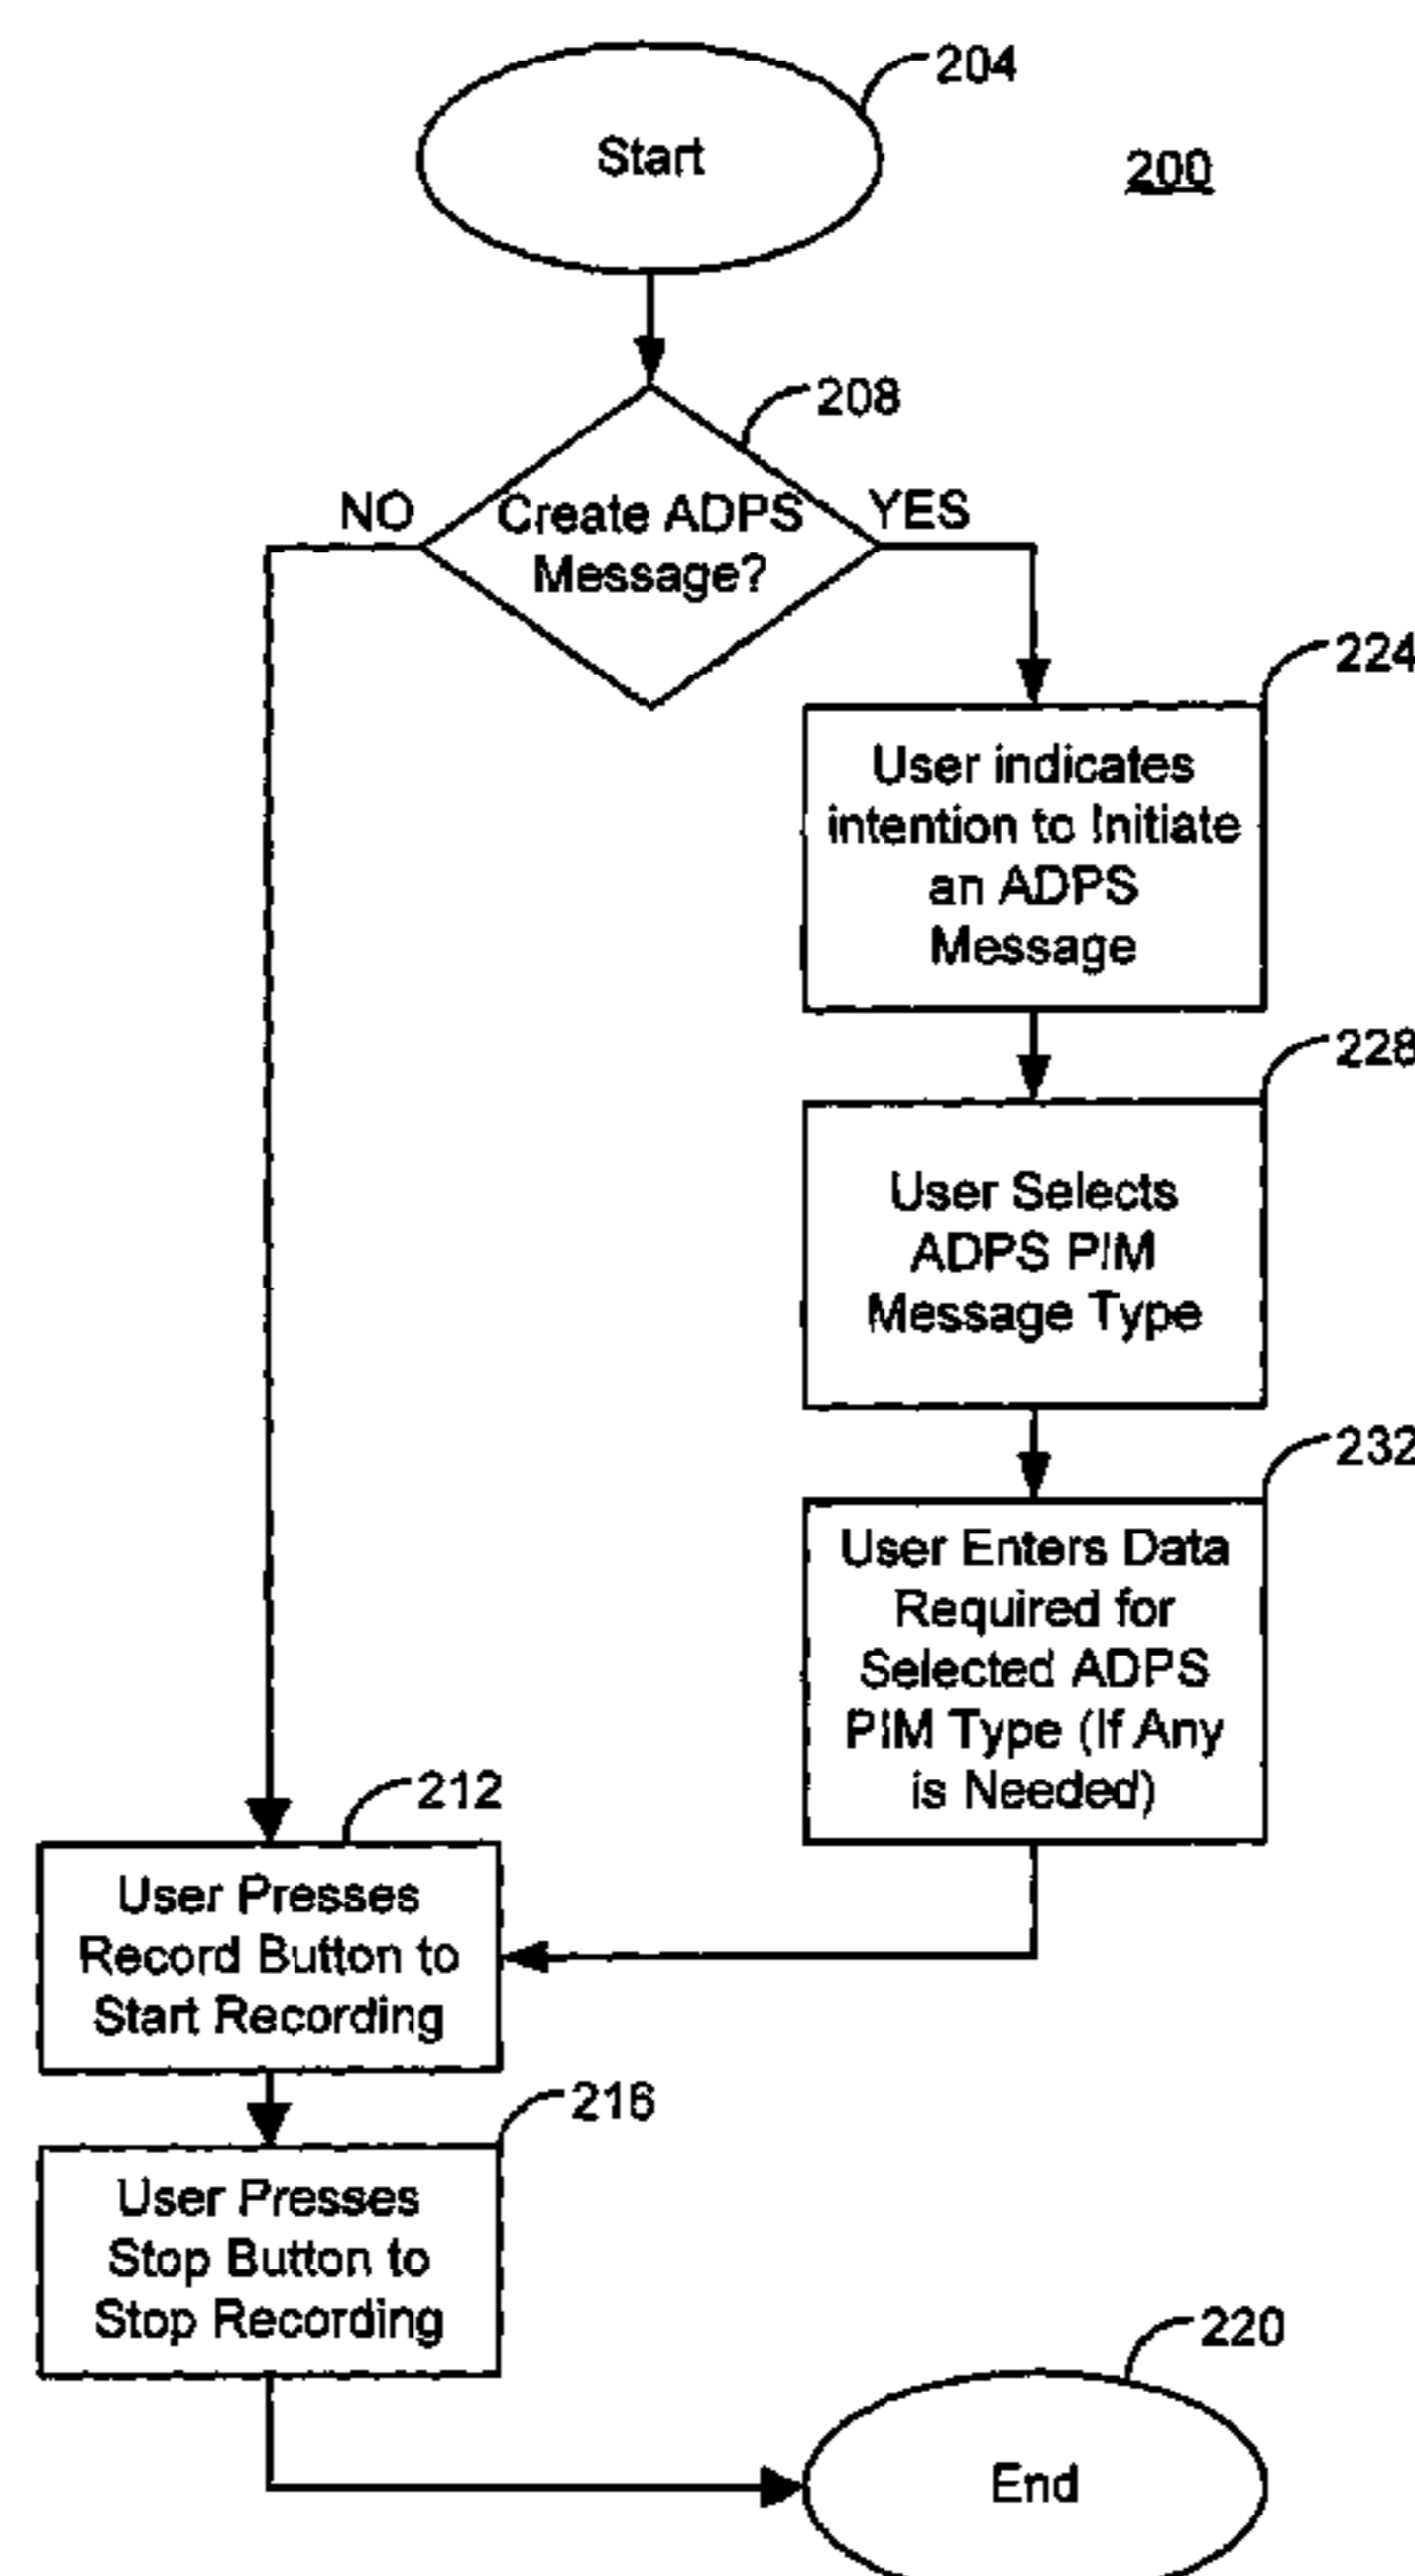 204
Start
200
208
NO
Create ADPS
Message?
YES
224
User indicates
intention to Initiate
an ADPS
Message
228
User Selects
ADPS PIM
Message Type
232
User Enters Data
Required for
Selected ADPS
PIM Type (If Any
is Needed)
212
User Presses
Record Button to
Start Recording
216
User Presses
Stop Button to
Stop Recording
220
End